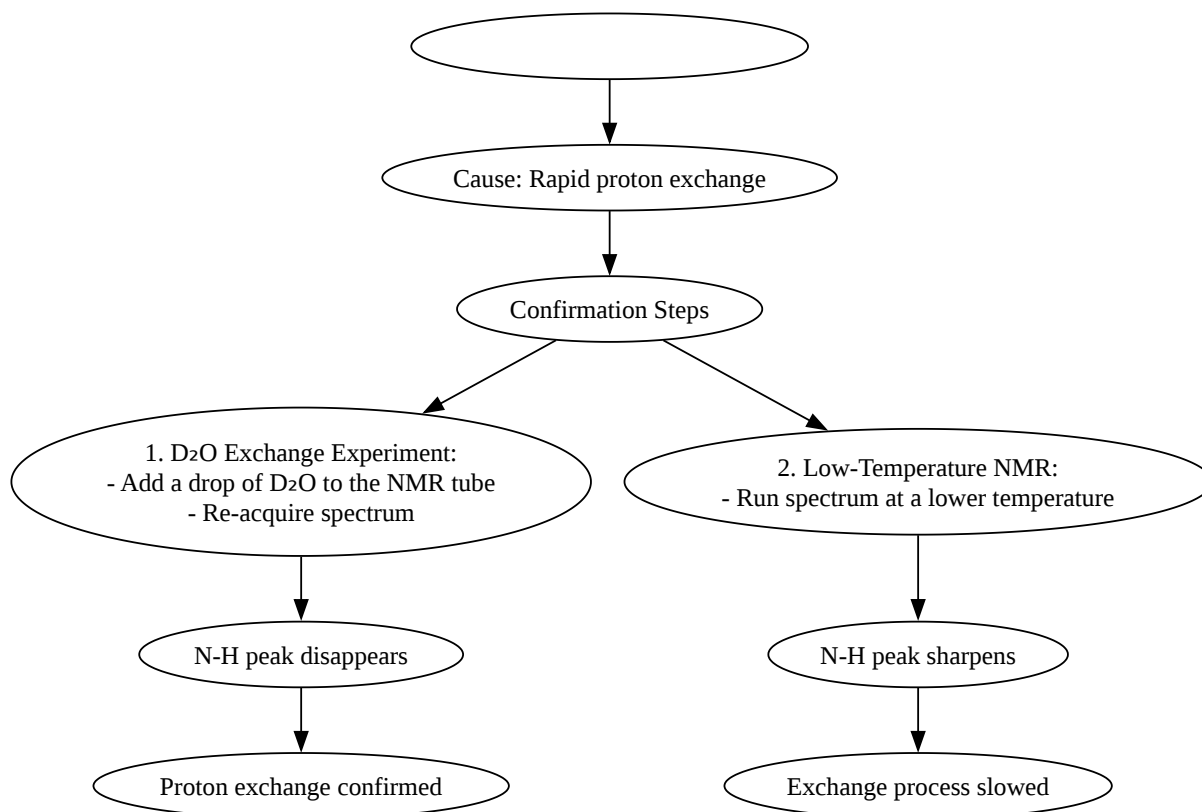 Cause: Rapid proton exchange
Confirmation Steps
1. D₂O Exchange Experiment:
- Add a drop of D₂O to the NMR tube
- Re-acquire spectrum
2. Low-Temperature NMR:
- Run spectrum at a lower temperature
N-H peak disappears
N-H peak sharpens
Proton exchange confirmed
Exchange process slowed